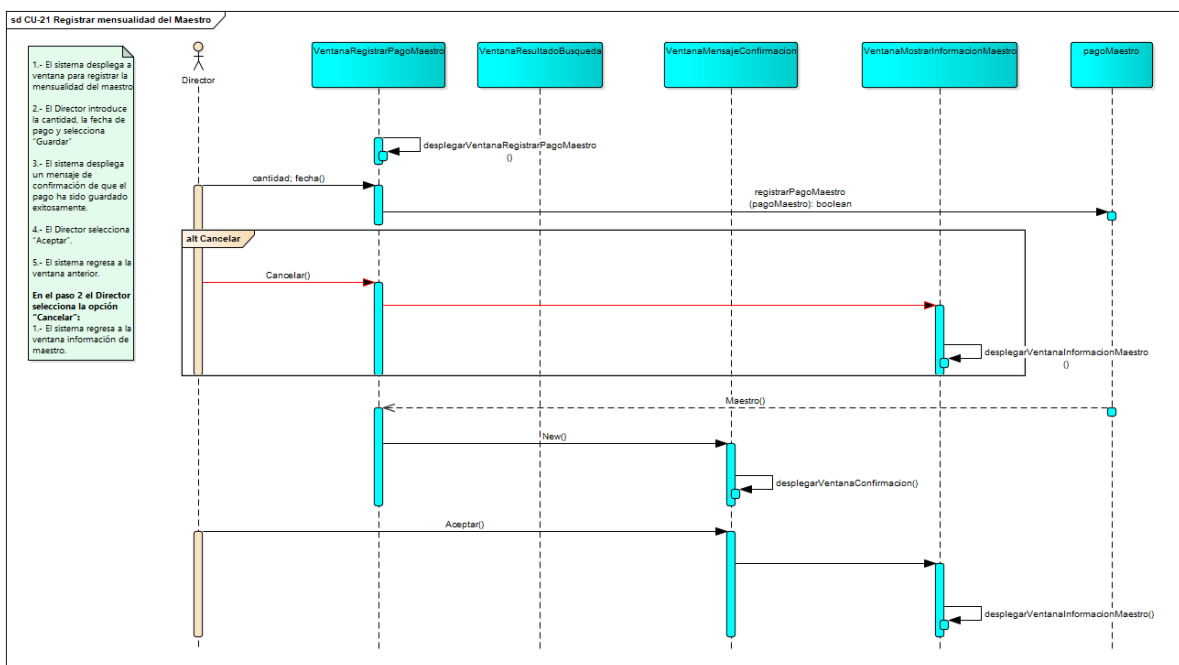 sd CU-21 Registrar mensualidad del Maestro
1.- El sistema despliega a
ventana para registrar la
mensualidad del maestro
2.- El Director introduce
la cantidad, la fecha de
pago y selecciona
“Guardar”
3.- El sistema despliega
un mensaje de
confirmación de que el
pago ha sido guardado
exitosamente.
4.- El Director selecciona
“Aceptar”.
5.- El sistema regresa a la
ventana anterior.
En el paso 2 el Director
selecciona la opción
“Cancelar”:
1.- El sistema regresa a la
ventana información de
maestro.
Director
VentanaRegistrarPagoMaestro
VentanaResultadoBusqueda
VentanaMensajeConfirmacion
VentanaMostrarInformacionMaestro
pagoMaestro
desplegarVentanaRegistrarPagoMaestro
()
cantidad; fecha()
registrarPagoMaestro
(pagoMaestro): boolean
alt Cancelar
Cancelar()
desplegarVentanaInformacionMaestro
()
Maestro()
New()
desplegarVentanaConfirmacion()
Aceptar()
desplegarVentanaInformacionMaestro()